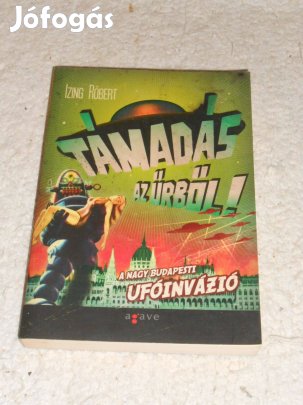 Jófogás
IZING RÓBERT
TÁMADÁS
AZ ŰRBŐL!
A NAGY BUDAPESTI
UFÓINVÁZIÓ
agave